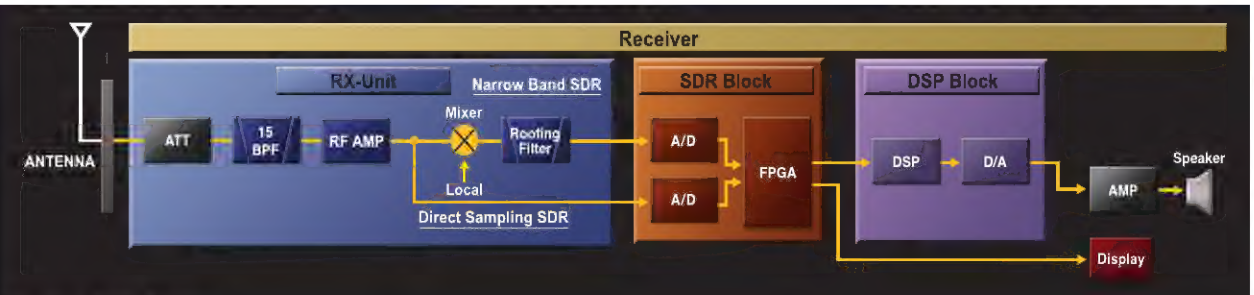 Receiver
RX-Unit
Narrow Band SDR
SDR Block
DSP Block
Mixer
ANTENNA
ATT
15
BPF
RF AMP
Roofing
Filter
Local
Direct Sampling SDR
A/D
A/D
FPGA
DSP
D/A
AMP
Speaker
Display